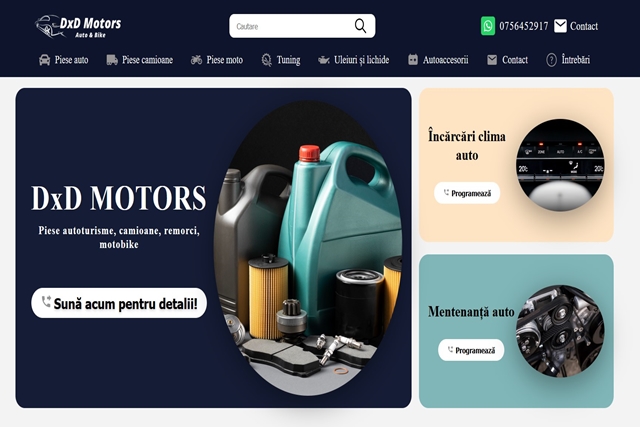 DxD Motors
Auto & Bike
Cautare
0756452917
Contact
Piese auto
Piese camioane
Piese moto
Tuning
Uleiuri și lichide
Autoaccesorii
Contact
Întrebări
DxD MOTORS
Piese autoturisme, camioane, remorci,
motobike
Sună acum pentru detalii!
Încărcări clima
auto
Programează
Mentenanță auto
Programează